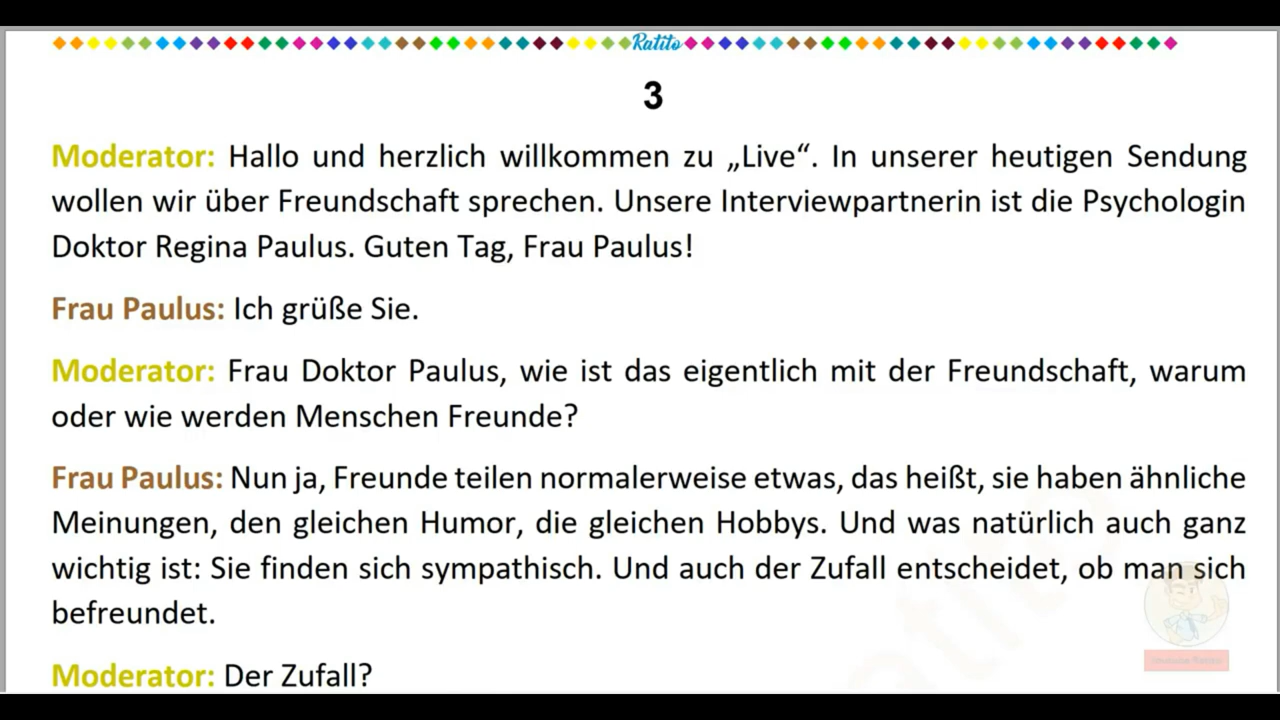 Ratito
3
Moderator: Hallo und herzlich willkommen zu „Live“. In unserer heutigen Sendung
wollen wir über Freundschaft sprechen. Unsere Interviewpartnerin ist die Psychologin
Doktor Regina Paulus. Guten Tag, Frau Paulus!
Frau Paulus: Ich grüße Sie.
Moderator: Frau Doktor Paulus, wie ist das eigentlich mit der Freundschaft, warum
oder wie werden Menschen Freunde?
Frau Paulus: Nun ja, Freunde teilen normalerweise etwas, das heißt, sie haben ähnliche
Meinungen, den gleichen Humor, die gleichen Hobbys. Und was natürlich auch ganz
wichtig ist: Sie finden sich sympathisch. Und auch der Zufall entscheidet, ob man sich
befreundet.
Moderator: Der Zufall?